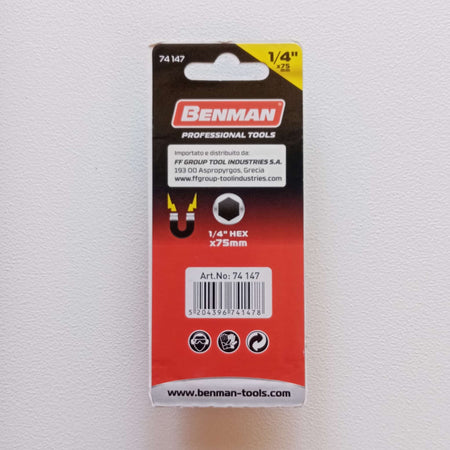 74 147
1/4"
x75
mm
BENMAN
PROFESSIONAL TOOLS
Importato e distribuito da:
FF GROUP TOOL INDUSTRIES S.A.
193 00 Aspropyrgos, Grecia
www.ffgroup-toolindustries.com
1/4" HEX
x75mm
Art.No: 74 147
5 204396 741478
www.benman-tools.com